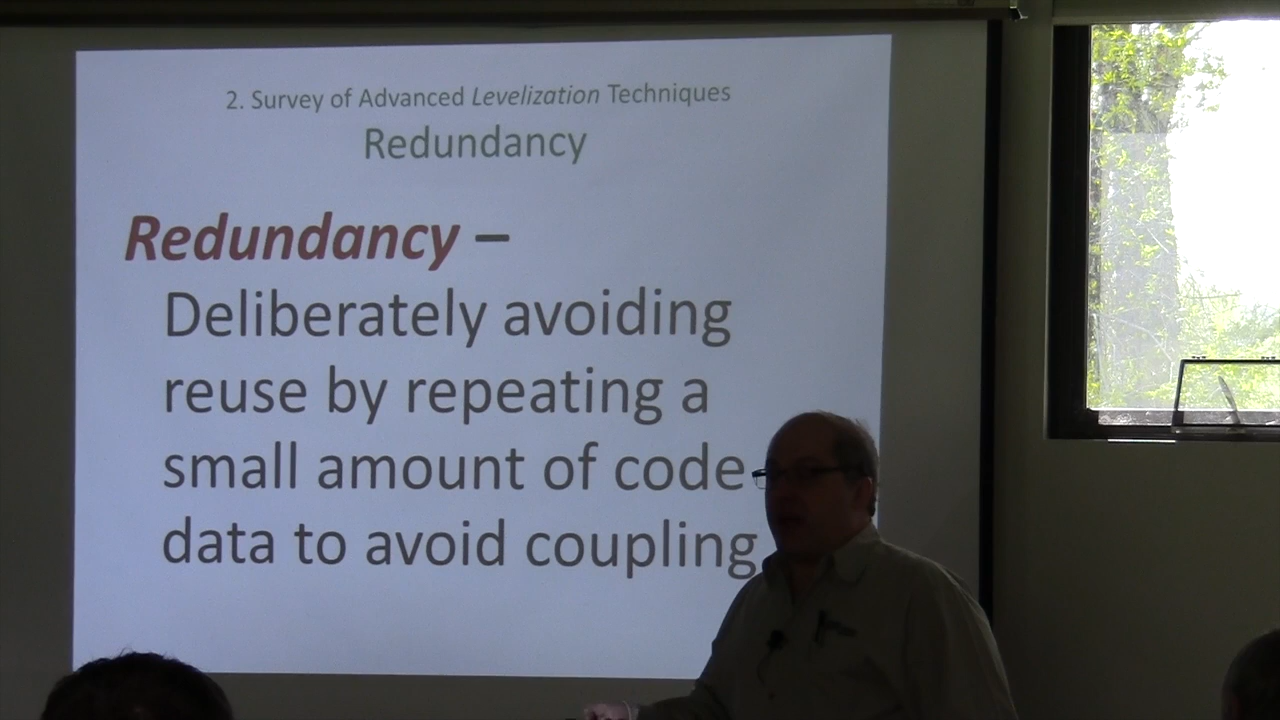 2. Survey of Advanced Levelization Techniques
Redundancy
Redundancy –
Deliberately avoiding
reuse by repeating a
small amount of code
data to avoid coupling